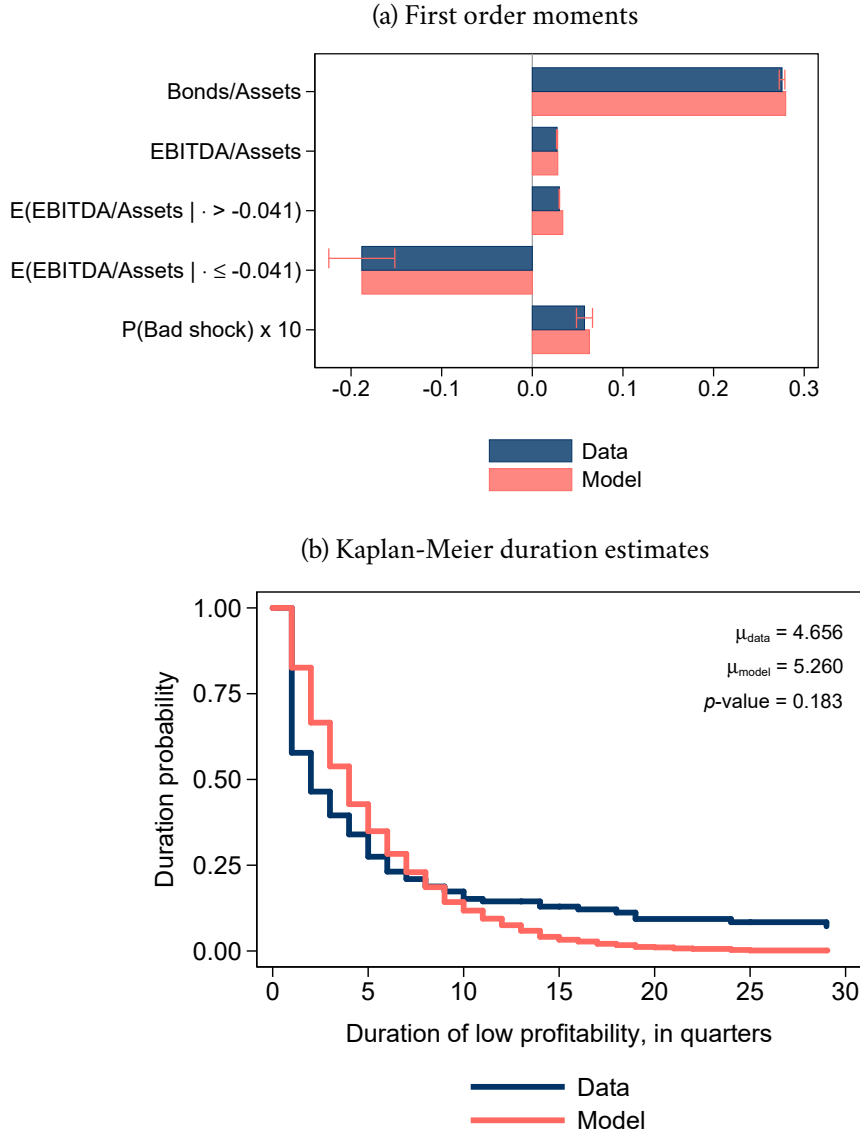 (a) First order moments
Bonds/Assets
EBITDA/Assets
E(EBITDA/Assets | · > -0.041)
E(EBITDA/Assets | · ≤ -0.041)
P(Bad shock) x 10
-0.2 -0.1 0.0 0.1 0.2 0.3
Data
Model
(b) Kaplan-Meier duration estimates
Duration probability
1.00
0.75
0.50
0.25
0.00
μdata = 4.656
μmodel = 5.260
p-value = 0.183
0 5 10 15 20 25 30
Duration of low profitability, in quarters
Data
Model